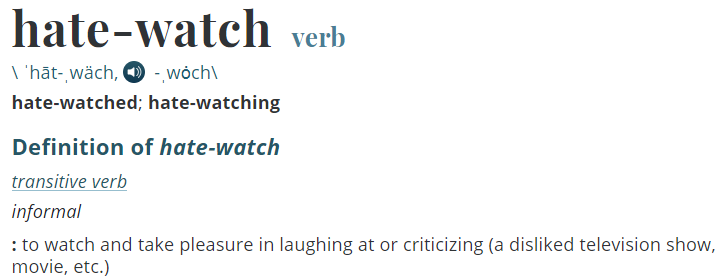 hate-watch verb
\ ˈhāt-ˌwäch, -ˌwȯch\
hate-watched; hate-watching
Definition of hate-watch
transitive verb
informal
: to watch and take pleasure in laughing at or criticizing (a disliked television show,
movie, etc.)